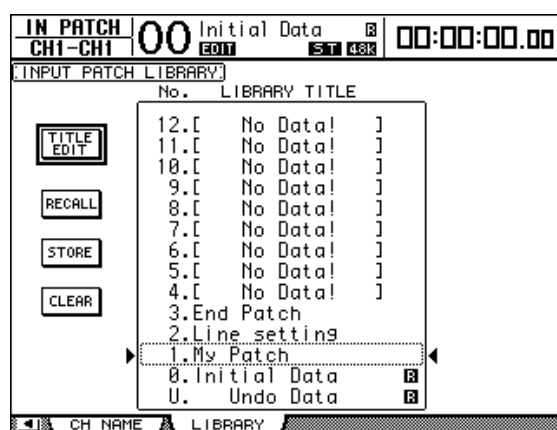 IN PATCH
CH1-CH1
00 Initial Data R
EDIT ST 48K
00:00:00.00
INPUT PATCH LIBRARY
No. LIBRARY TITLE
TITLE EDIT
RECALL
STORE
CLEAR
12.[ No Data! ]
11.[ No Data! ]
10.[ No Data! ]
9.[ No Data! ]
8.[ No Data! ]
7.[ No Data! ]
6.[ No Data! ]
5.[ No Data! ]
4.[ No Data! ]
3.End Patch
2.Line setting
1.My Patch
0.Initial Data R
U. Undo Data R
CH NAME LIBRARY